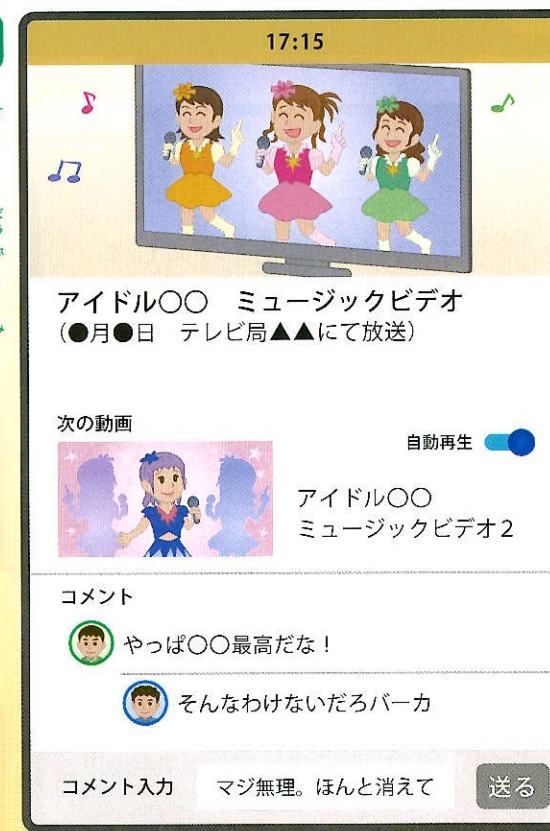 17:15
アイドル○○ ミュージックビデオ
(●月●日 テレビ局▲▲にて放送)
次の動画
自動再生
アイドル○○
ミュージックビデオ2
コメント
やっぱ○○最高だな！
そんなわけないだろバーカ
コメント入力 マジ無理。ほんと消えて 送る